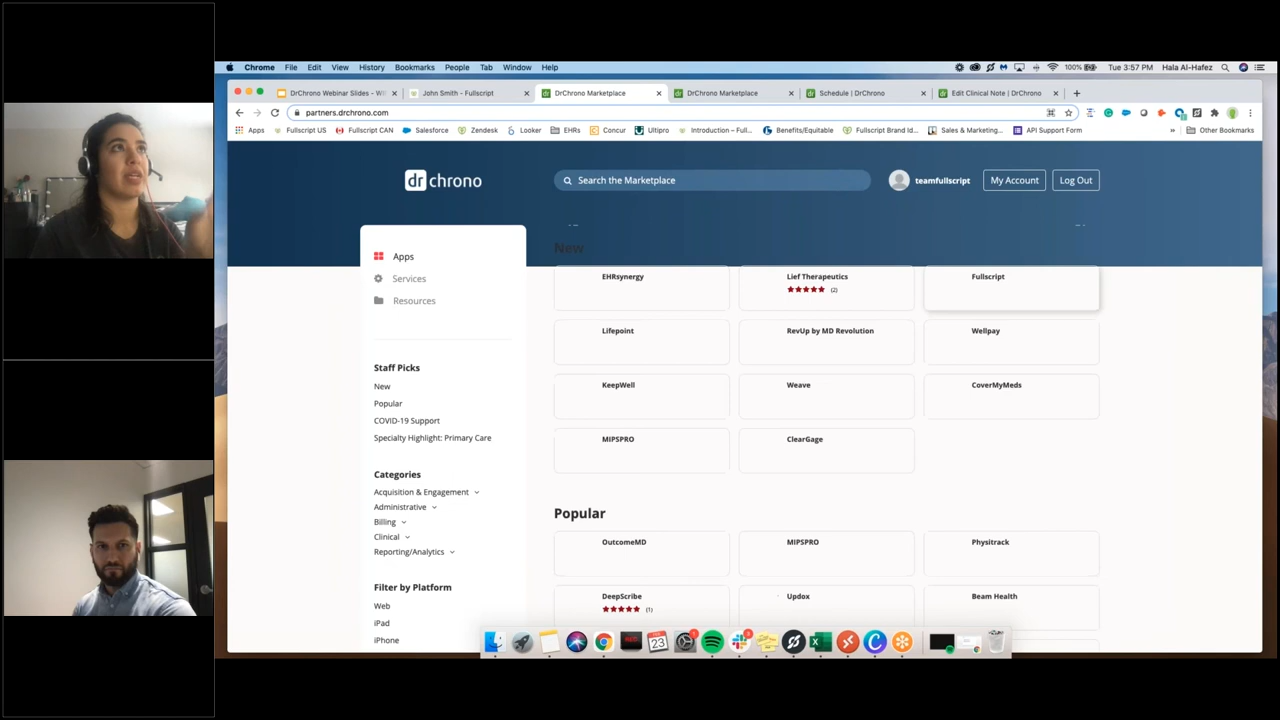 Chrome File Edit View History Bookmarks People Tab Window Help
100% Tue 3:57 PM Hala Al-Hafez
DrChrono Webinar Slides - W
John Smith - Fullscript
DrChrono Marketplace
DrChrono Marketplace
Schedule | DrChrono
Edit Clinical Note | DrChrono
partners.drchrono.com
Apps Fullscript US Fullscript CAN Salesforce Zendesk Looker EHRs Concur Ultipro Introduction – Full... Benefits/Equitable Fullscript Brand Id... Sales & Marketing... API Support Form » Other Bookmarks
dr chrono
Search the Marketplace
teamfullscript
My Account
Log Out
Apps
Services
Resources
Staff Picks
New
Popular
COVID-19 Support
Specialty Highlight: Primary Care
Categories
Acquisition & Engagement
Administrative
Billing
Clinical
Reporting/Analytics
Filter by Platform
Web
iPad
iPhone
New
EHRsynergy
Lief Therapeutics
(2)
Fullscript
Lifepoint
RevUp by MD Revolution
Wellpay
KeepWell
Weave
CoverMyMeds
MIPSPRO
ClearGage
Popular
OutcomeMD
MIPSPRO
Physitrack
DeepScribe
(1)
Updox
Beam Health
23